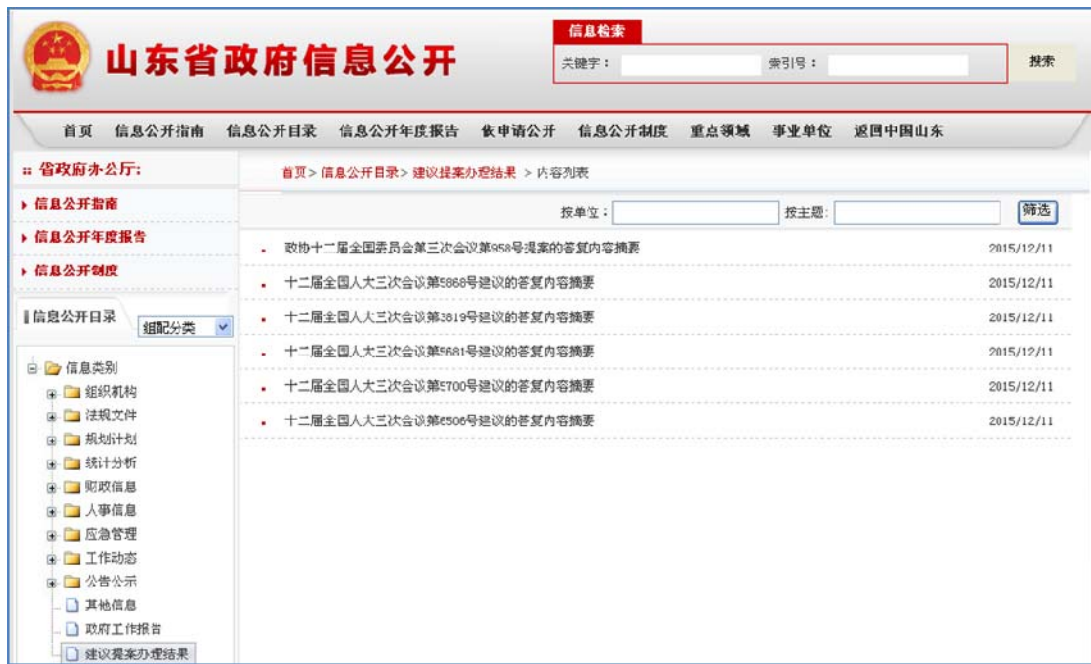 信息检索
山东省政府信息公开
关键字：
索引号：
搜索
首页 信息公开指南 信息公开目录 信息公开年度报告 依申请公开 信息公开制度 重点领域 事业单位 返回中国山东
省政府办公厅:
首页> 信息公开目录> 建议提案办理结果 > 内容列表
信息公开指南
按单位： 按主题: 筛选
信息公开年度报告
政协十二届全国委员会第三次会议第958号提案的答复内容摘要 2015/12/11
信息公开制度
十二届全国人大三次会议第5868号建议的答复内容摘要 2015/12/11
信息公开目录 组配分类
十二届全国人大三次会议第3619号建议的答复内容摘要 2015/12/11
十二届全国人大三次会议第5681号建议的答复内容摘要 2015/12/11
信息类别
十二届全国人大三次会议第5700号建议的答复内容摘要 2015/12/11
组织机构
法规文件
十二届全国人大三次会议第6506号建议的答复内容摘要 2015/12/11
规划计划
统计分析
财政信息
人事信息
应急管理
工作动态
公告公示
其他信息
政府工作报告
建议提案办理结果